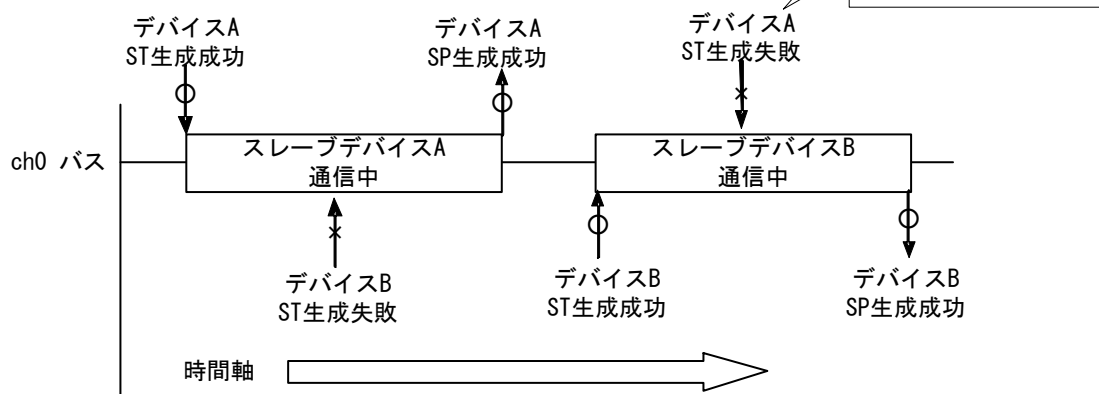 デバイスA
ST生成成功
デバイスA
SP生成成功
デバイスA
ST生成失敗
ch0 バス
スレーブデバイスA
通信中
スレーブデバイスB
通信中
デバイスB
ST生成失敗
デバイスB
ST生成成功
デバイスB
SP生成成功
時間軸